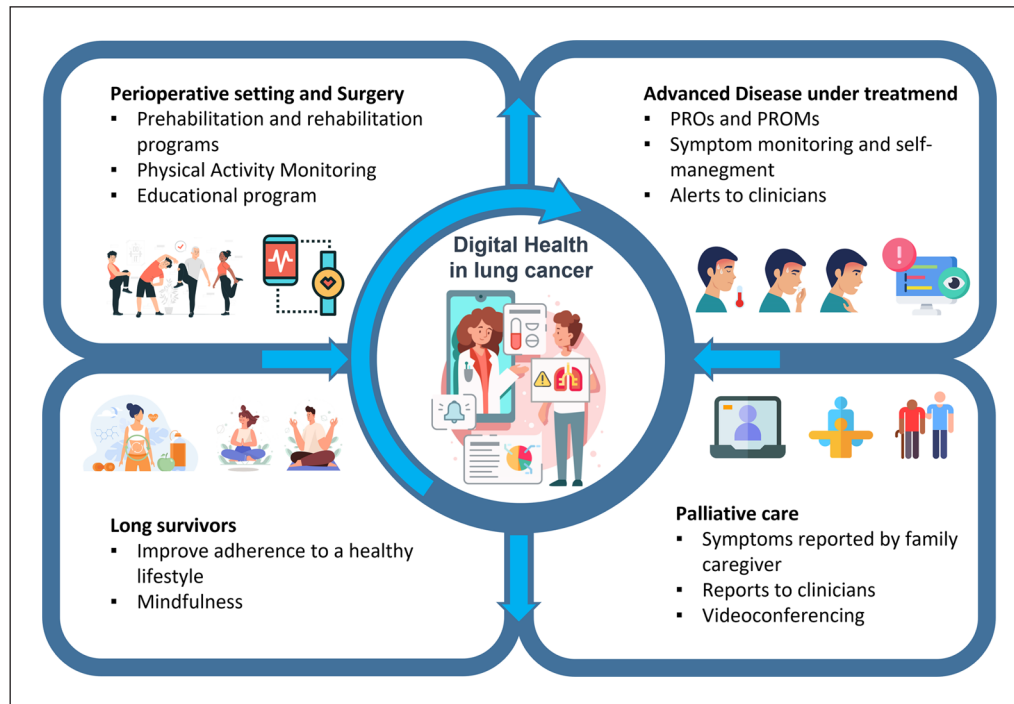 Perioperative setting and Surgery
▪ Prehabilitation and rehabilitation
programs
▪ Physical Activity Monitoring
▪ Educational program
Advanced Disease under treatmend
▪ PROs and PROMs
▪ Symptom monitoring and self-
manegment
▪ Alerts to clinicians
Digital Health
in lung cancer
Long survivors
▪ Improve adherence to a healthy
lifestyle
▪ Mindfulness
Palliative care
▪ Symptoms reported by family
caregiver
▪ Reports to clinicians
▪ Videoconferencing